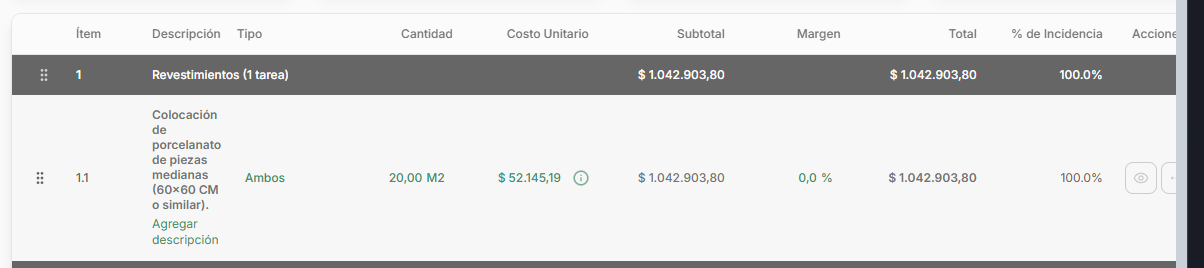 Ítem Descripción Tipo Cantidad Costo Unitario Subtotal Margen Total % de Incidencia Accione
1 Revestimientos (1 tarea) $ 1.042.903,80 $ 1.042.903,80 100.0%
Colocación
de
porcelanato
de piezas
medianas
(60×60 CM
o similar).
Agregar
descripción
1.1 Ambos 20,00 M2 $ 52.145,19 $ 1.042.903,80 0,0 % $ 1.042.903,80 100.0%